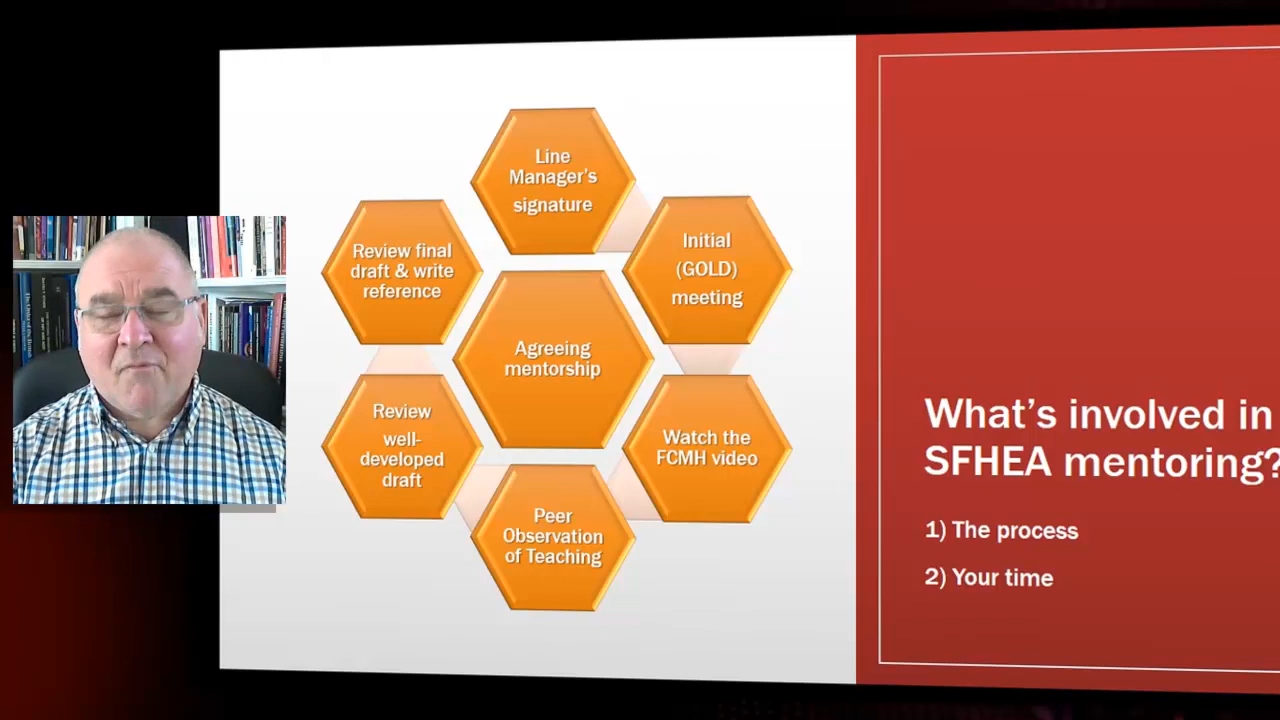 Line
Manager's
signature
Initial
(GOLD)
meeting
Watch the
FCMH video
Peer
Observation
of Teaching
Review
well-
developed
draft
Review final
draft & write
reference
Agreeing
mentorship
What's involved in
SFHEA mentoring?
1) The process
2) Your time